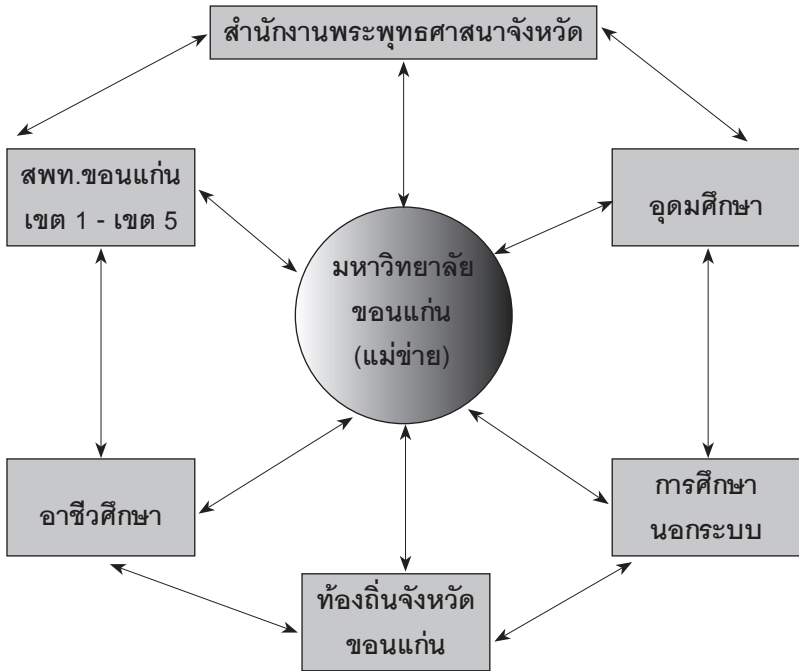 สำนักงานพระพุทธศาสนาจังหวัด
สพท.ขอนแก่น
เขต 1 - เขต 5
อุดมศึกษา
มหาวิทยาลัย
ขอนแก่น
(แม่ข่าย)
อาชีวศึกษา
การศึกษา
นอกระบบ
ท้องถิ่นจังหวัด
ขอนแก่น